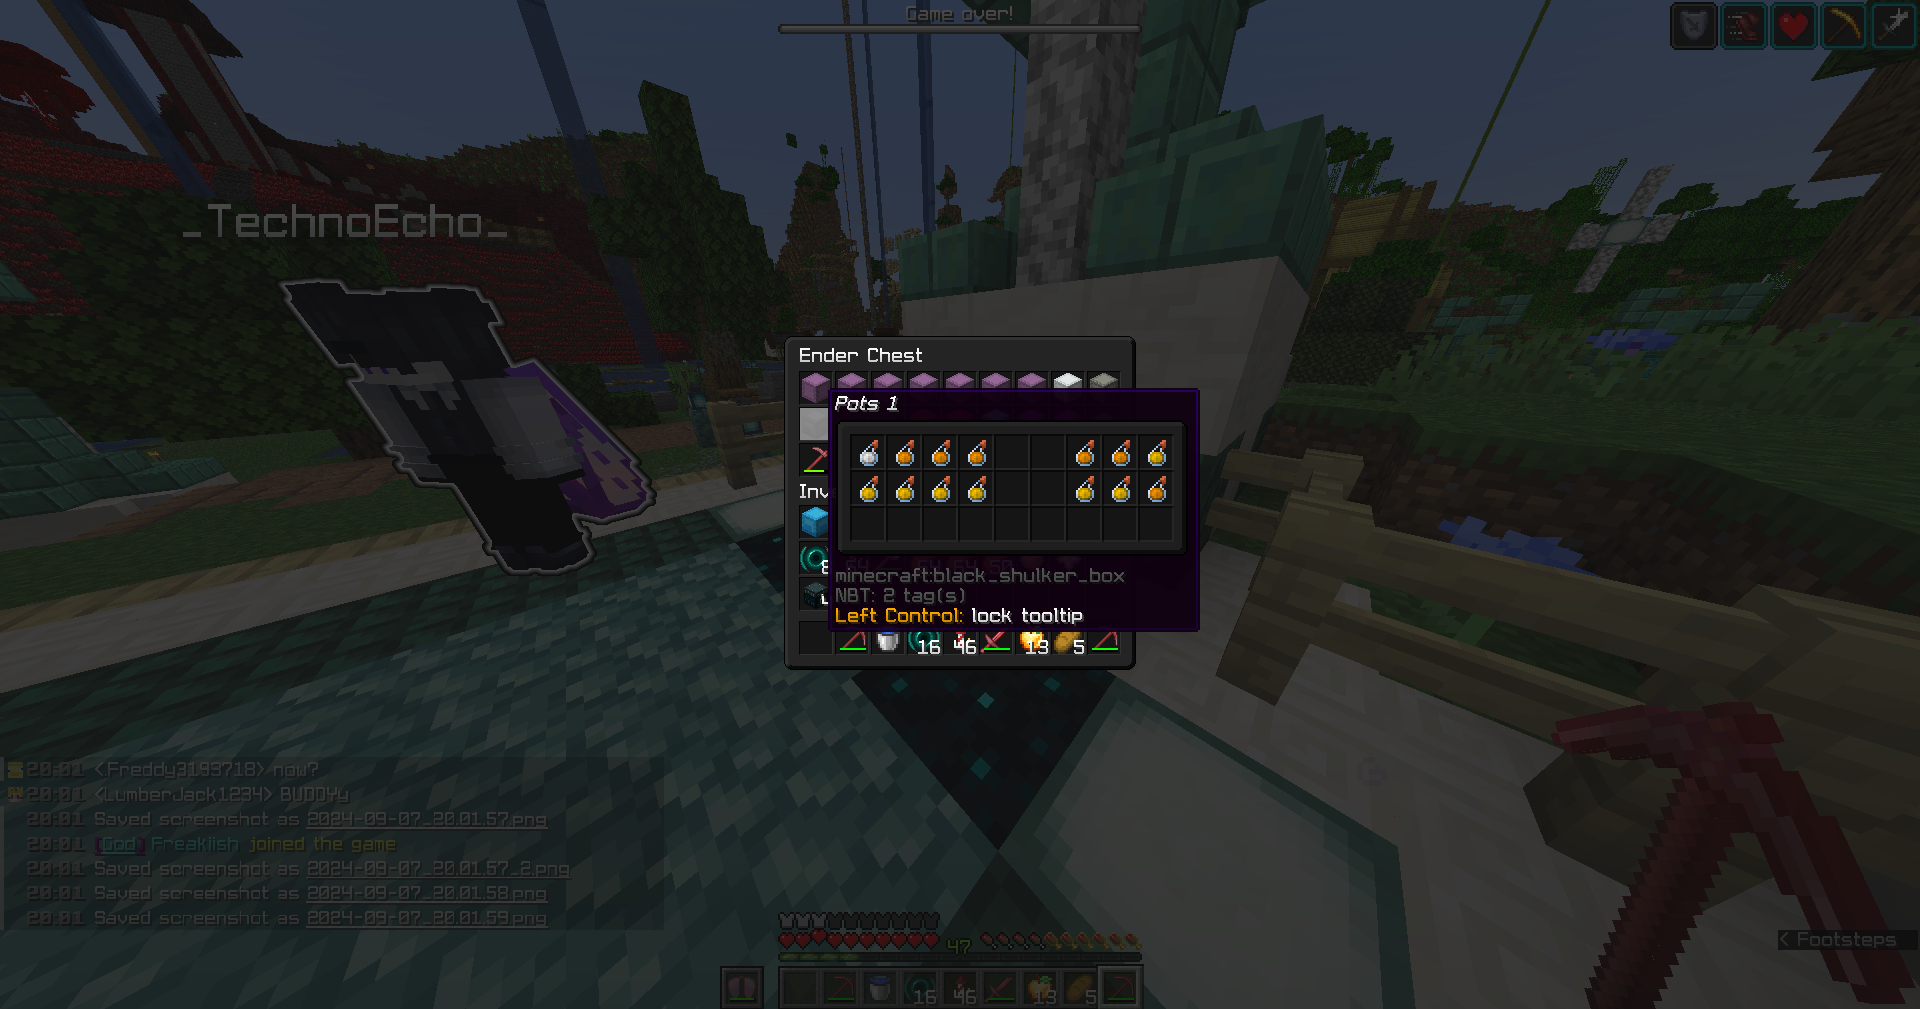 Game over!
_TechnoEcho_
Ender Chest
Pots 1
Inv
8
minecraft:black_shulker_box
NBT: 2 tag(s)
Left Control: lock tooltip
16 46 13 5
20:01 <Freddy3193718> now?
20:01 <LumberJack1234> BUDDYy
20:01 Saved screenshot as 2024-09-07_20.01.57.png
20:01 [God] Freaklish joined the game
20:01 Saved screenshot as 2024-09-07_20.01.57_2.png
20:01 Saved screenshot as 2024-09-07_20.01.58.png
20:01 Saved screenshot as 2024-09-07_20.01.59.png
47
< Footsteps
16 46 13 5